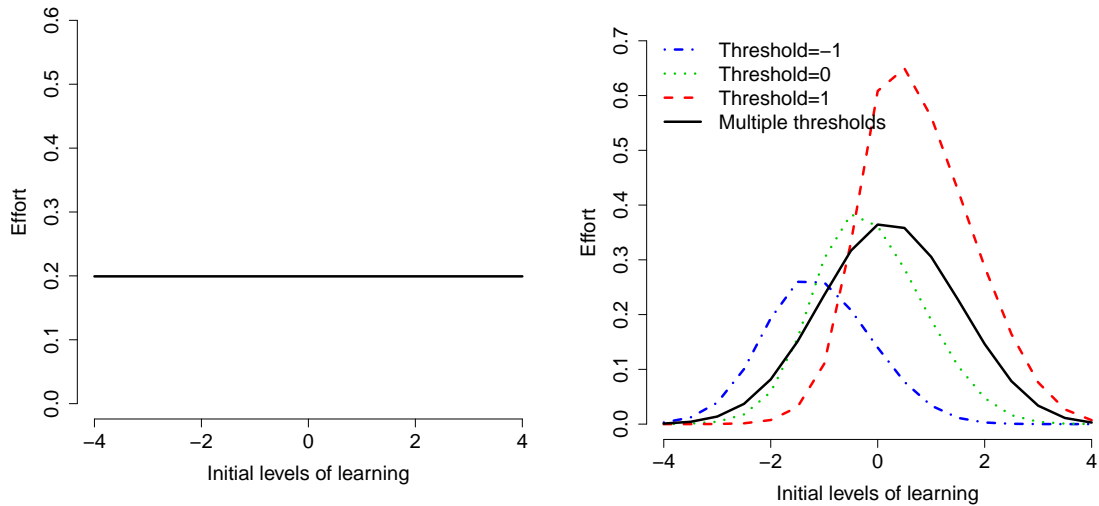 0.0 0.1 0.2 0.3 0.4 0.5 0.6
Effort
−4 −2 0 2 4
Initial levels of learning
Threshold=−1
Threshold=0
Threshold=1
Multiple thresholds
0.0 0.1 0.2 0.3 0.4 0.5 0.6 0.7
Effort
−4 −2 0 2 4
Initial levels of learning